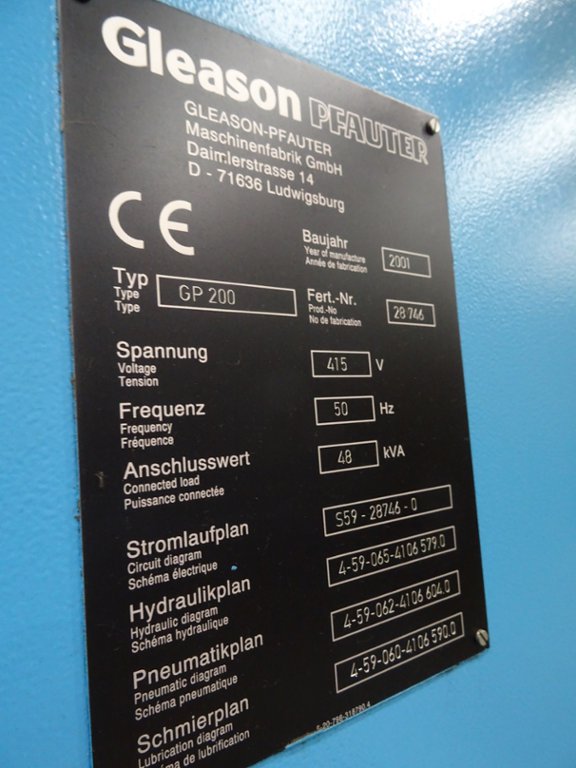 Gleason PFAUTER
GLEASON-PFAUTER
Maschinenfabrik GmbH
Daimlerstrasse 14
D - 71636 Ludwigsburg
CE
Baujahr
Year of manufacture
Année de fabrication
2001
Typ
Type
Type
GP 200
Fert.-Nr.
Prod.-No
No de fabrication
28 746
Spannung
Voltage
Tension
415 V
Frequenz
Frequency
Fréquence
50 Hz
Anschlusswert
Connected load
Puissance connectée
48 kVA
Stromlaufplan
Circuit diagram
Schéma électrique
S59 - 28746 - 0
Hydraulikplan
Hydraulic diagram
Schéma hydraulique
4-59-065-4106 579.0
Pneumatikplan
Pneumatic diagram
Schéma pneumatique
4-59-062-4106 604.0
Schmierplan
Lubrication diagram
Schéma de lubrification
4-59-060-4106 590.0